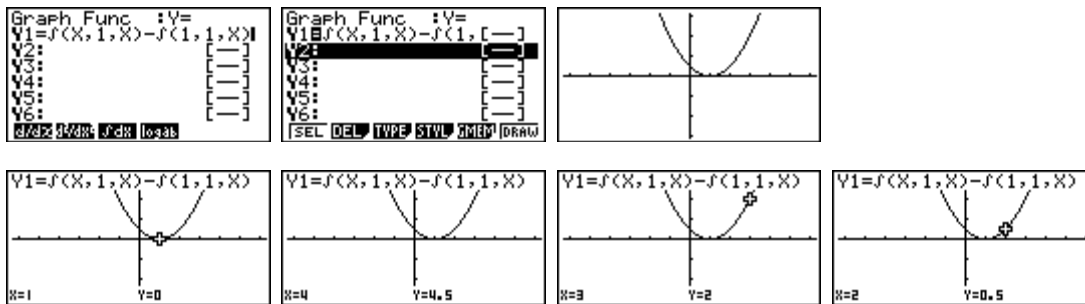 Graph Func :Y=
Y1=∫(X,1,X)-∫(1,1,X)
Y2: [—]
Y3: [—]
Y4: [—]
Y5: [—]
Y6: [—]
d/dx d²/dx² ∫dx logab
Graph Func :Y=
Y1=∫(X,1,X)-∫(1,[—]
Y2: [—]
Y3: [—]
Y4: [—]
Y5: [—]
Y6: [—]
SEL DEL TYPE STYL GMEM DRAW
Y1=∫(X,1,X)-∫(1,1,X)
X=1 Y=0
Y1=∫(X,1,X)-∫(1,1,X)
X=4 Y=4.5
Y1=∫(X,1,X)-∫(1,1,X)
X=3 Y=2
Y1=∫(X,1,X)-∫(1,1,X)
X=2 Y=0.5